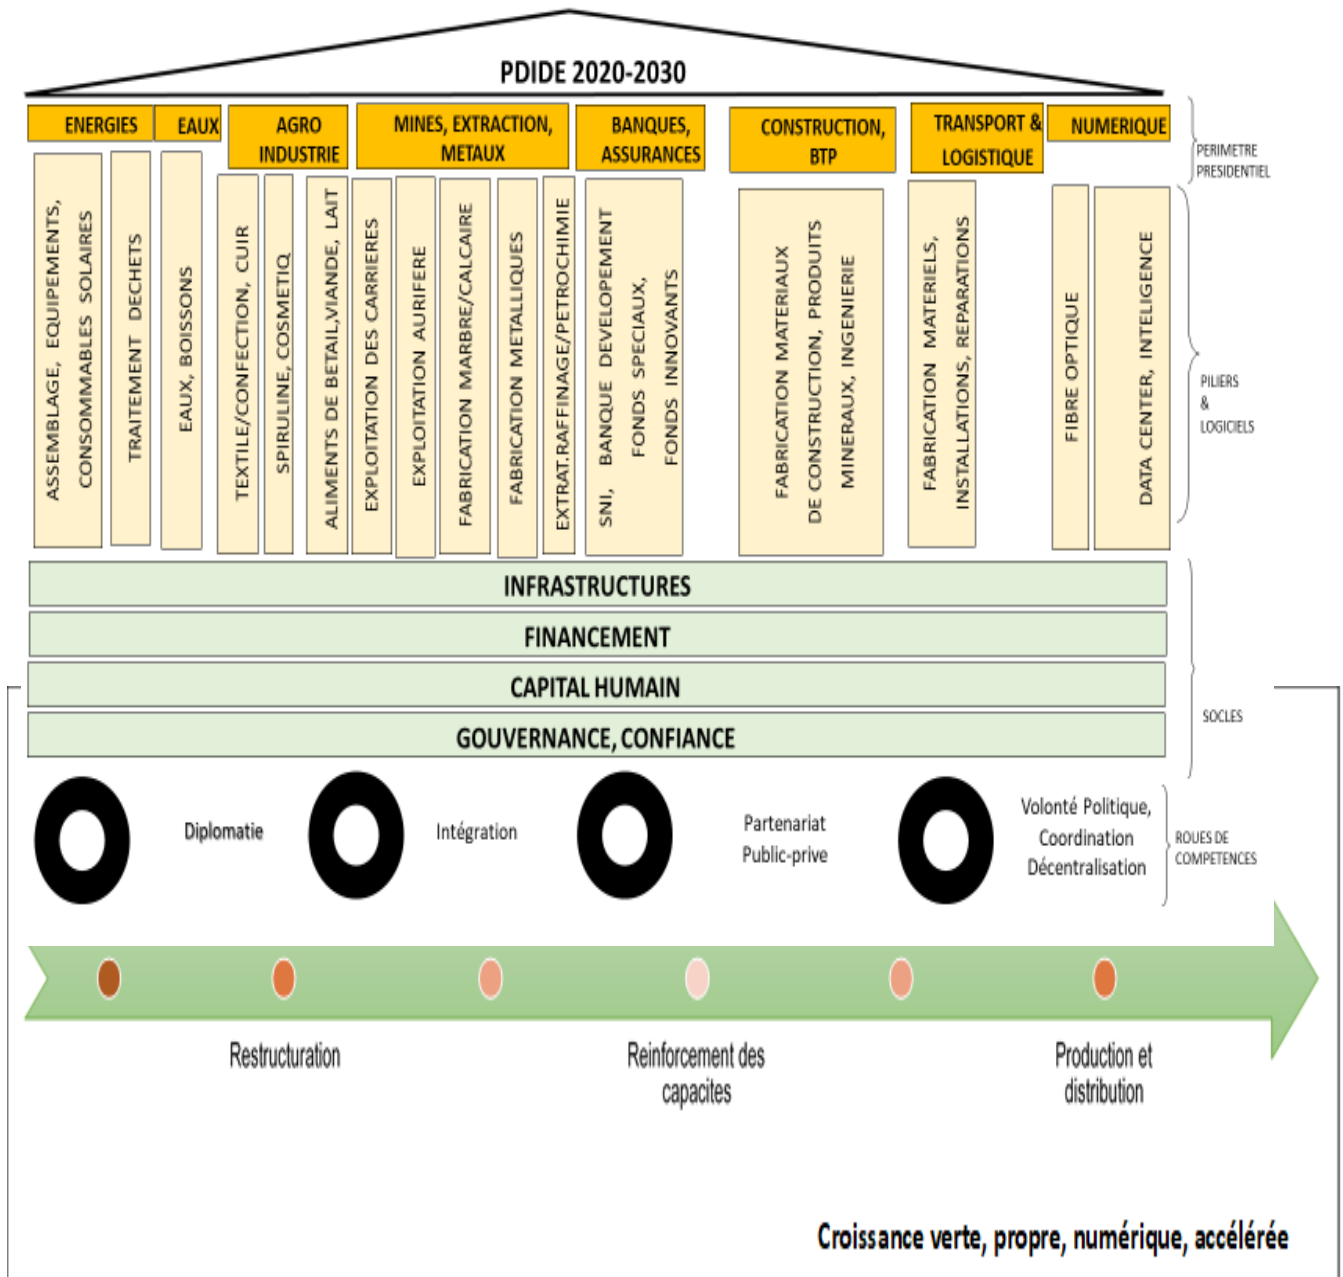 PDIDE 2020-2030
ENERGIES
EAUX
AGRO
INDUSTRIE
MINES, EXTRACTION,
METAUX
BANQUES,
ASSURANCES
CONSTRUCTION,
BTP
TRANSPORT &
LOGISTIQUE
NUMERIQUE
PERIMETRE
PRESIDENTIEL
ASSEMBLAGE, EQUIPEMENTS,
CONSOMMABLES SOLAIRES
TRAITEMENT DECHETS
EAUX, BOISSONS
TEXTILE/CONFECTION, CUIR
SPIRULINE, COSMETIQ
ALIMENTS DE BETAIL,VIANDE, LAIT
EXPLOITATION DES CARRIERES
EXPLOITATION AURIFERE
FABRICATION MARBRE/CALCAIRE
FABRICATION METALLIQUES
EXTRAT.RAFFINAGE/PETROCHIMIE
SNI, BANQUE DEVELOPEMENT
FONDS SPECIAUX,
FONDS INNOVANTS
FABRICATION MATERIAUX
DE CONSTRUCTION, PRODUITS
MINERAUX, INGENIERIE
FABRICATION MATERIELS,
INSTALLATIONS, REPARATIONS
FIBRE OPTIQUE
DATA CENTER, INTELIGENCE
PILIERS
&
LOGICIELS
INFRASTRUCTURES
FINANCEMENT
CAPITAL HUMAIN
GOUVERNANCE, CONFIANCE
SOCLES
Diplomatie
Intégration
Partenariat
Public-prive
Volonté Politique,
Coordination
Décentralisation
ROUES DE
COMPETENCES
Restructuration
Reinforcement des
capacites
Production et
distribution
Croissance verte, propre, numérique, accélérée